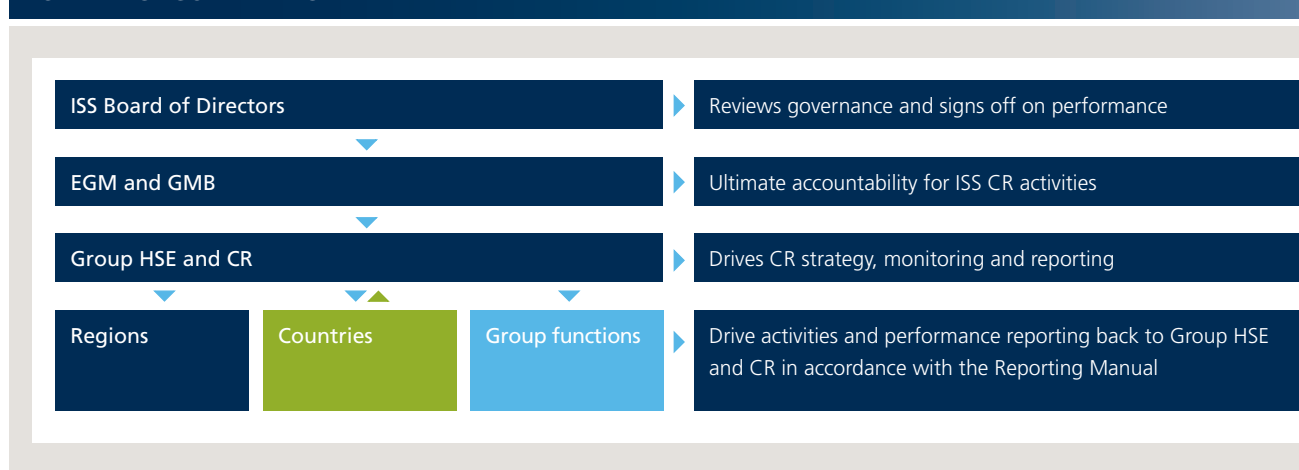 ISS Board of Directors
Reviews governance and signs off on performance
EGM and GMB
Ultimate accountability for ISS CR activities
Group HSE and CR
Drives CR strategy, monitoring and reporting
Regions
Countries
Group functions
Drive activities and performance reporting back to Group HSE
and CR in accordance with the Reporting Manual